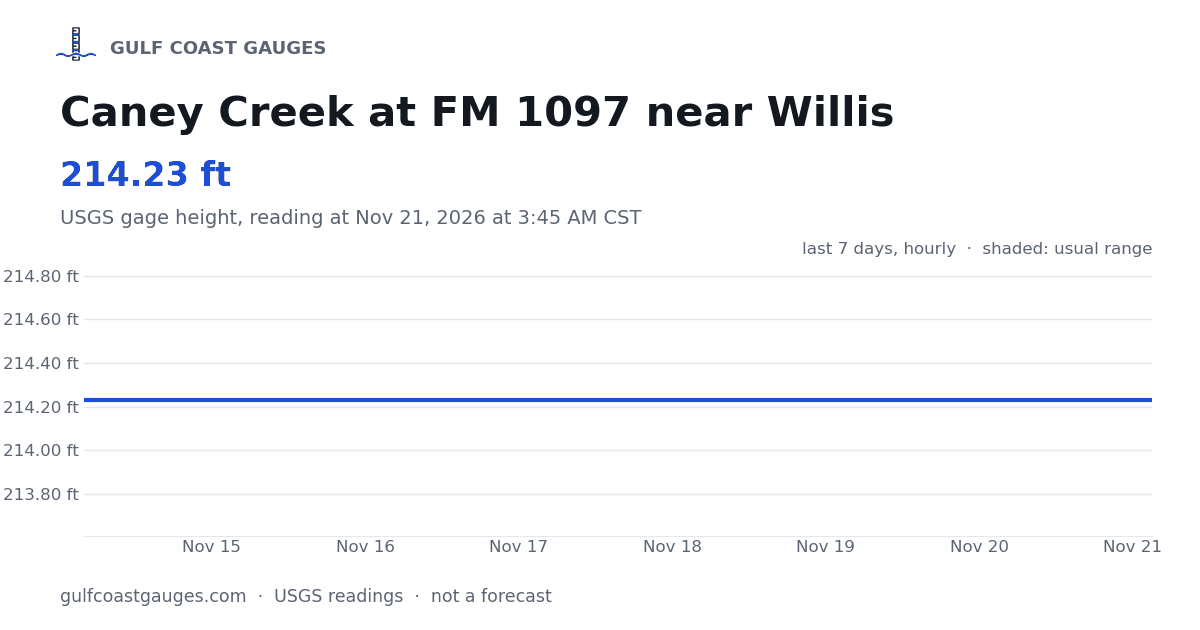 GULF COAST GAUGES
Caney Creek at FM 1097 near Willis
214.23 ft
USGS gage height, reading at Nov 21, 2026 at 3:45 AM CST
last 7 days, hourly · shaded: usual range
214.80 ft
214.60 ft
214.40 ft
214.20 ft
214.00 ft
213.80 ft
Nov 15 Nov 16 Nov 17 Nov 18 Nov 19 Nov 20 Nov 21
gulfcoastgauges.com · USGS readings · not a forecast